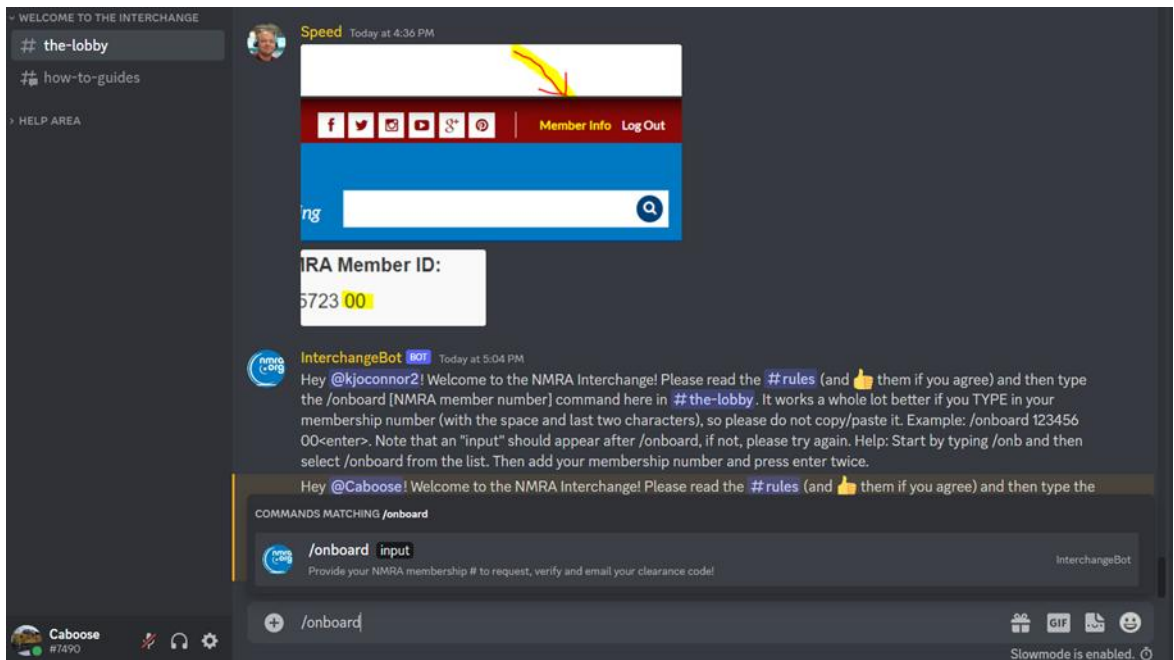 WELCOME TO THE INTERCHANGE
# the-lobby
how-to-guides
HELP AREA
Speed Today at 4:36 PM
Member Info Log Out
ing
IRA Member ID:
5723 00
InterchangeBot BOT Today at 5:04 PM
Hey @kjoconnor2! Welcome to the NMRA Interchange! Please read the #rules (and 👍 them if you agree) and then type
the /onboard [NMRA member number] command here in #the-lobby. It works a whole lot better if you TYPE in your
membership number (with the space and last two characters), so please do not copy/paste it. Example: /onboard 123456
00<enter>. Note that an "input" should appear after /onboard, if not, please try again. Help: Start by typing /onb and then
select /onboard from the list. Then add your membership number and press enter twice.
Hey @Caboose! Welcome to the NMRA Interchange! Please read the #rules (and 👍 them if you agree) and then type the
COMMANDS MATCHING /onboard
/onboard input
Provide your NMRA membership # to request, verify and email your clearance code!
InterchangeBot
/onboard
GIF
Caboose
#7490
Slowmode is enabled.